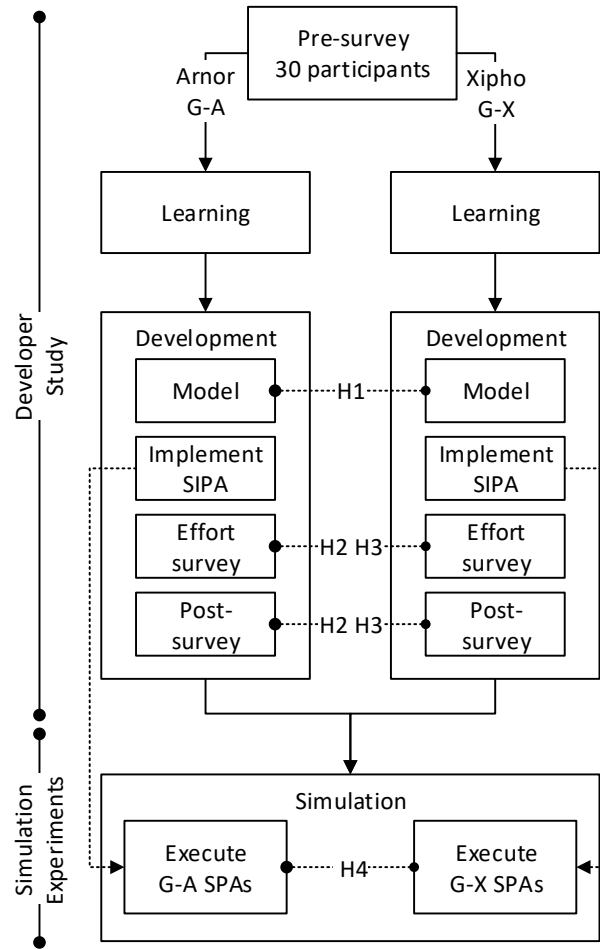 Pre-survey
30 participants
Arnor
G-A
Xipho
G-X
Learning
Learning
Developer
Study
Development
Model
Implement
SIPA
Effort
survey
Post-
survey
H1
H2 H3
H2 H3
Development
Model
Implement
SIPA
Effort
survey
Post-
survey
Simulation
Experiments
Simulation
Execute
G-A SPAs
H4
Execute
G-X SPAs